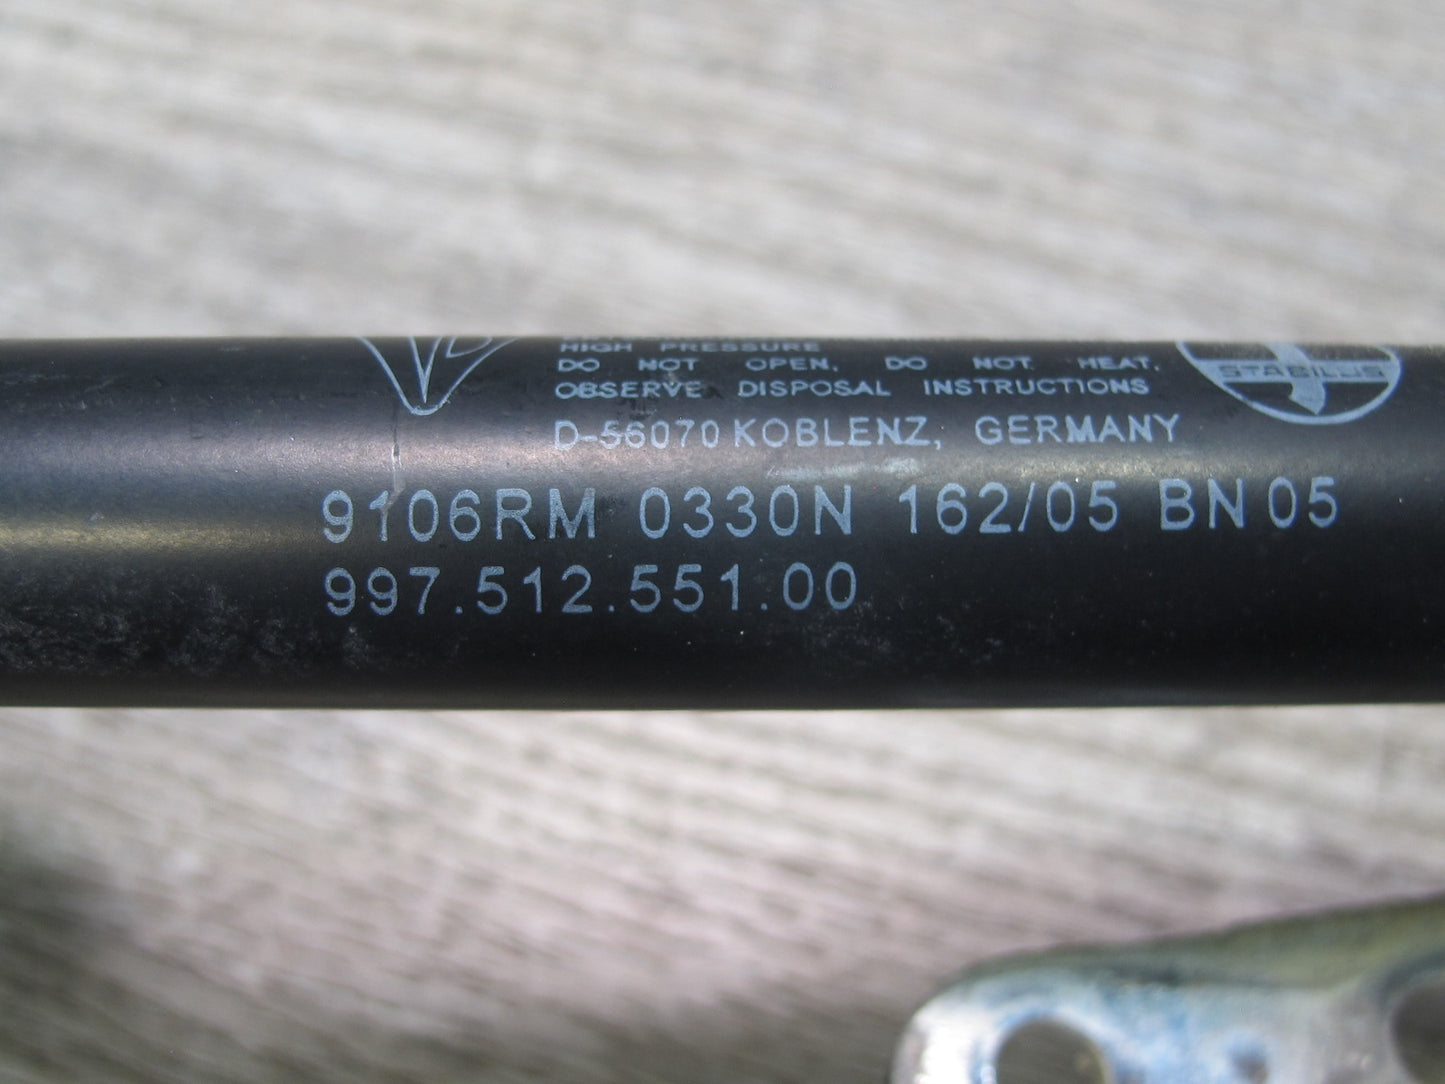 HIGH PRESSURE
DO NOT OPEN, DO NOT HEAT,
OBSERVE DISPOSAL INSTRUCTIONS
STABILUS
D-56070 KOBLENZ, GERMANY
9106RM 0330N 162/05 BN05
997.512.551.00